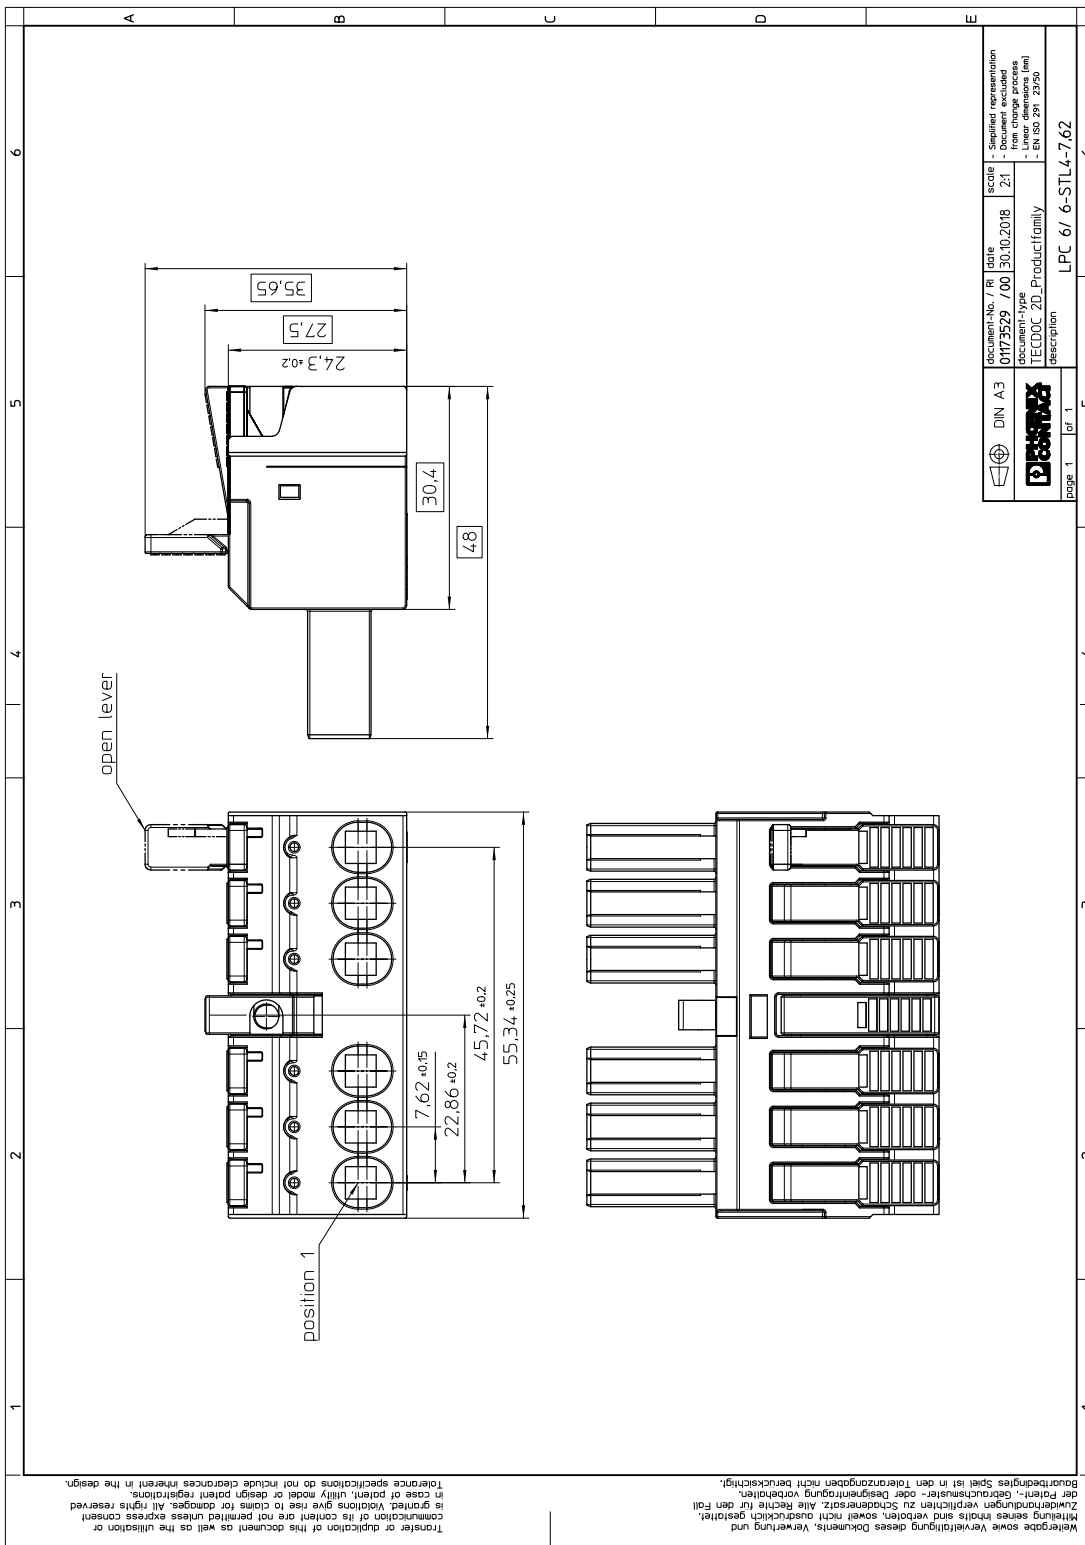 A
B
C
D
E
6
5
4
3
2
1
6
5
4
3
2
1
open lever
position 1
35,65
27,5
24,3 ±0,2
30,4
48
7,62 ±0,15
22,86 ±0,2
45,72 ±0,2
55,34 ±0,25
DIN A3
PHOENIX
CONTACT
page 1
of 1
document-No. / RI
01173529 / 00
date
30.10.2018
scale
2:1
- Simplified representation
- Document excluded
from change process
- Linear dimensions [mm]
- EN ISO 291 23/50
document-type
TECDOC 2D_Productfamily
description
LPC 6/ 6-STL4-7,62
Transfer or duplication of this document as well as the utilisation or
communication of its content are not permitted unless express consent
is granted. Violations give rise to claims for damages. All rights reserved
in case of patent, utility model or design patent registrations.
Tolerance specifications do not include clearances inherent in the design.
Weitergabe sowie Vervielfältigung dieses Dokuments, Verwertung und
Mitteilung seines Inhalts sind verboten, soweit nicht ausdrücklich gestattet.
Zuwiderhandlungen verpflichten zu Schadenersatz. Alle Rechte für den Fall
der Patent-, Gebrauchsmuster- oder Designeintragung vorbehalten.
Bauartbedingtes Spiel ist in den Toleranzangaben nicht berücksichtigt.